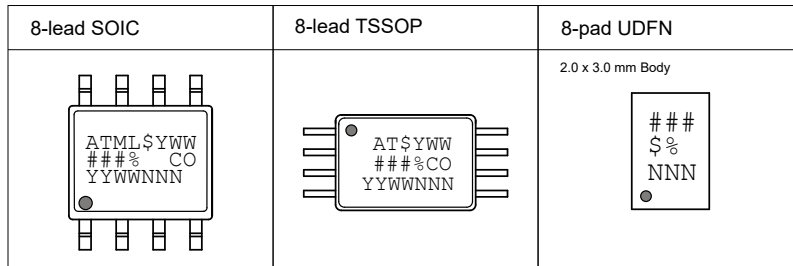 8-lead SOIC
ATML$YWW
###% CO
YYWWNNN
8-lead TSSOP
AT$YWW
###%CO
YYWWNNN
8-pad UDFN
2.0 x 3.0 mm Body
###
$%
NNN